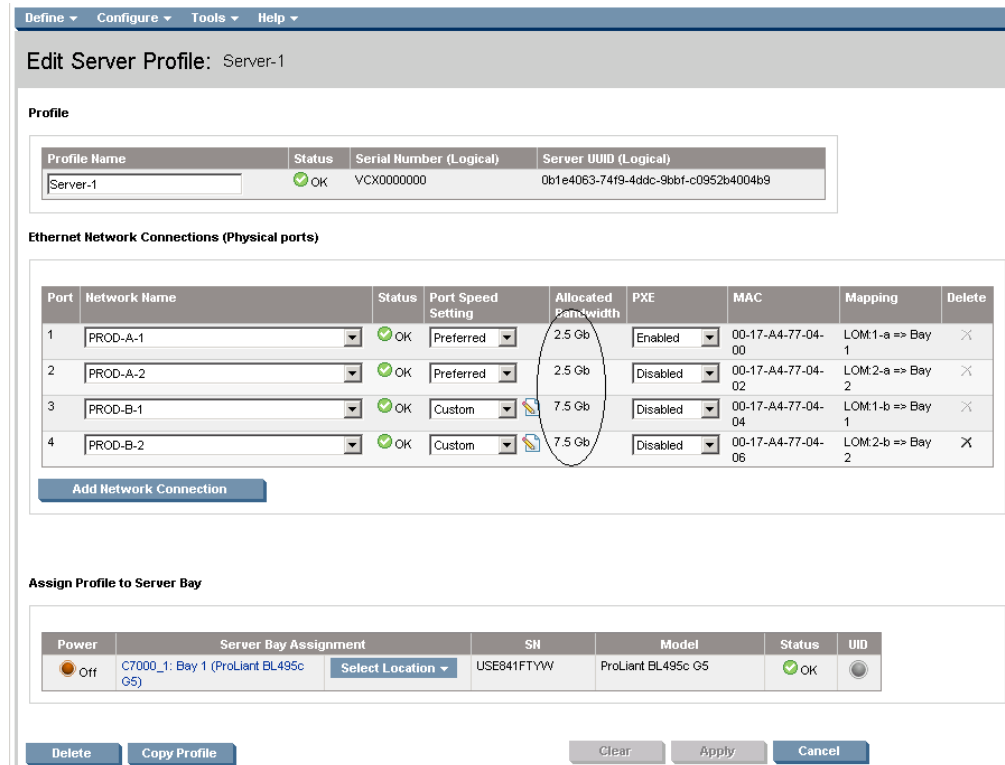 Define Configure Tools Help
Edit Server Profile: Server-1
Profile
Profile Name Status Serial Number (Logical) Server UUID (Logical)
Server-1 OK VCX0000000 0b1e4063-74f9-4ddc-9bbf-c0952b4004b9
Ethernet Network Connections (Physical ports)
Port Network Name Status Port Speed Setting Allocated Bandwidth PXE MAC Mapping Delete
1 PROD-A-1 OK Preferred 2.5 Gb Enabled 00-17-A4-77-04-00 LOM:1-a => Bay 1
2 PROD-A-2 OK Preferred 2.5 Gb Disabled 00-17-A4-77-04-02 LOM:2-a => Bay 2
3 PROD-B-1 OK Custom 7.5 Gb Disabled 00-17-A4-77-04-04 LOM:1-b => Bay 1
4 PROD-B-2 OK Custom 7.5 Gb Disabled 00-17-A4-77-04-06 LOM:2-b => Bay 2
Add Network Connection
Assign Profile to Server Bay
Power Server Bay Assignment SN Model Status UID
Off C7000_1: Bay 1 (ProLiant BL495c G5) Select Location USE841FTYW ProLiant BL495c G5 OK
Delete Copy Profile Clear Apply Cancel